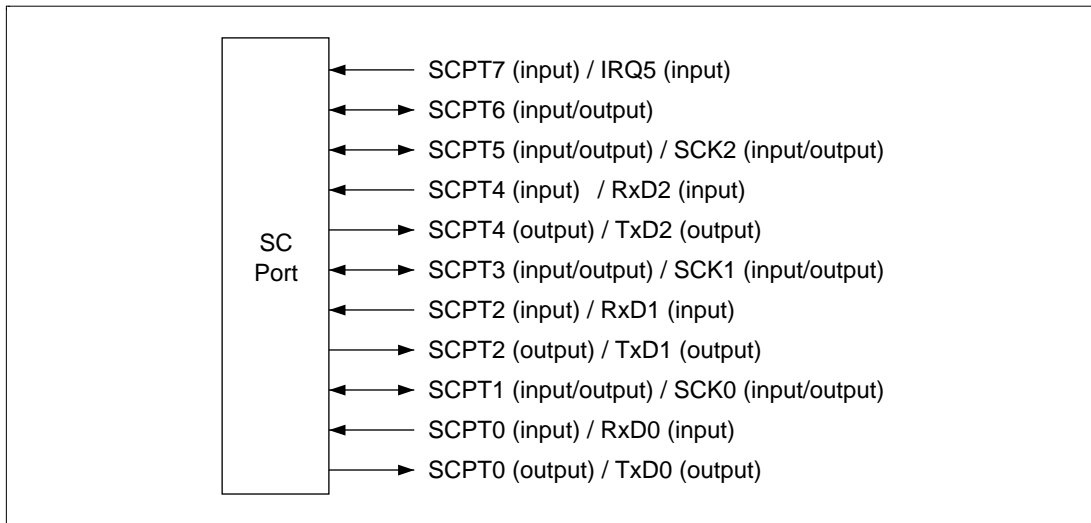 SC
Port
SCPT7 (input) / IRQ5 (input)
SCPT6 (input/output)
SCPT5 (input/output) / SCK2 (input/output)
SCPT4 (input) / RxD2 (input)
SCPT4 (output) / TxD2 (output)
SCPT3 (input/output) / SCK1 (input/output)
SCPT2 (input) / RxD1 (input)
SCPT2 (output) / TxD1 (output)
SCPT1 (input/output) / SCK0 (input/output)
SCPT0 (input) / RxD0 (input)
SCPT0 (output) / TxD0 (output)